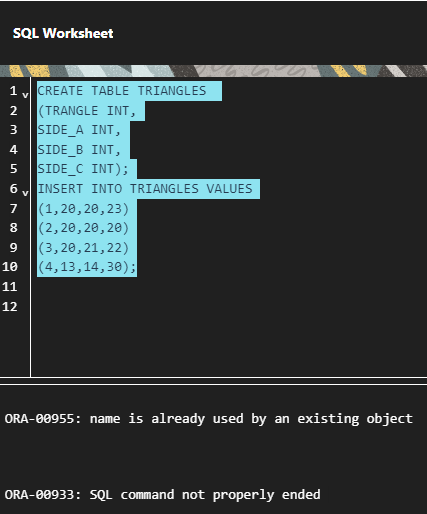 SQL Worksheet
1 CREATE TABLE TRIANGLES
2 (TRANGLE INT,
3 SIDE_A INT,
4 SIDE_B INT,
5 SIDE_C INT);
6 INSERT INTO TRIANGLES VALUES
7 (1,20,20,23)
8 (2,20,20,20)
9 (3,20,21,22)
10 (4,13,14,30);
11
12
ORA-00955: name is already used by an existing object
ORA-00933: SQL command not properly ended